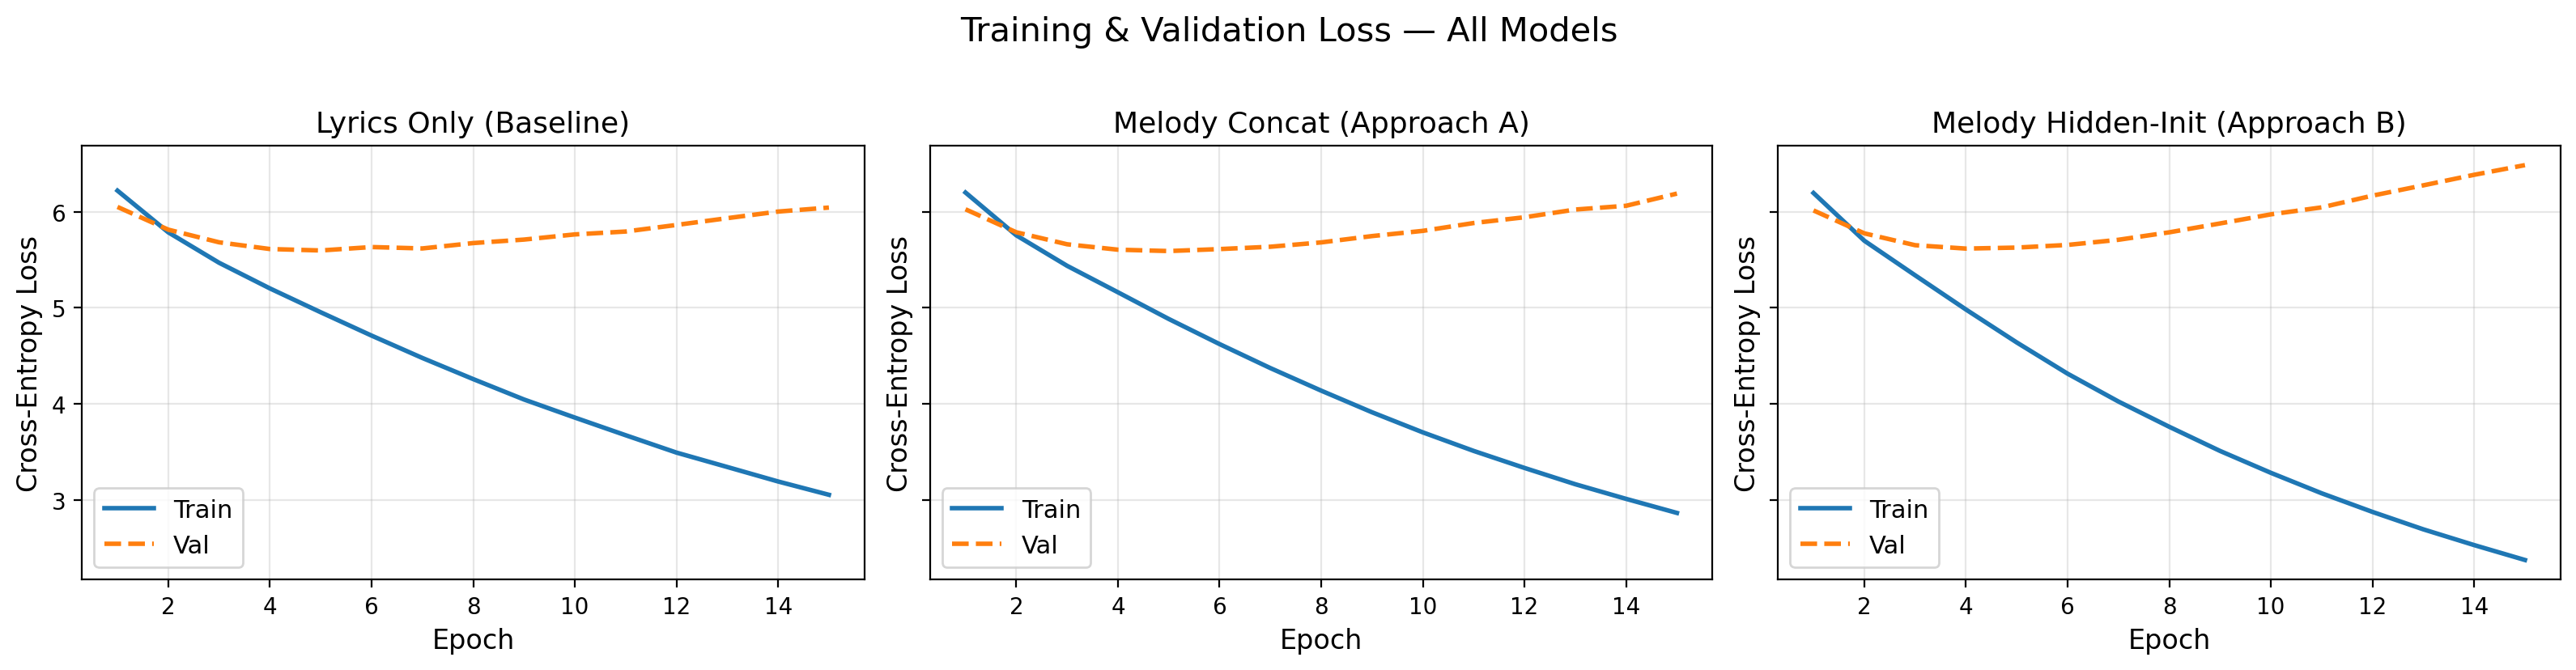 Training & Validation Loss — All Models
Lyrics Only (Baseline)
Cross-Entropy Loss
6
5
4
3
Train
Val
2 4 6 8 10 12 14
Epoch
Melody Concat (Approach A)
Cross-Entropy Loss
Train
Val
2 4 6 8 10 12 14
Epoch
Melody Hidden-Init (Approach B)
Cross-Entropy Loss
Train
Val
2 4 6 8 10 12 14
Epoch